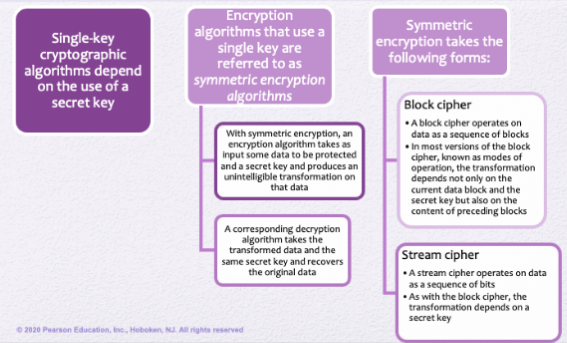 Single-key
cryptographic
algorithms depend
on the use of a
secret key
Encryption
algorithms that use a
single key are
referred to as
symmetric encryption
algorithms
With symmetric encryption, an
encryption algorithm takes as
input some data to be protected
and a secret key and produces an
unintelligible transformation on
that data
A corresponding decryption
algorithm takes the
transformed data and the
same secret key and recovers
the original data
Symmetric
encryption takes the
following forms:
Block cipher
• A block cipher operates on
data as a sequence of blocks
• In most versions of the block
cipher, known as modes of
operation, the transformation
depends not only on the
current data block and the
secret key but also on the
content of preceding blocks
Stream cipher
• A stream cipher operates on data
as a sequence of bits
• As with the block cipher, the
transformation depends on a
secret key
© 2020 Pearson Education, Inc., Hoboken, NJ. All rights reserved